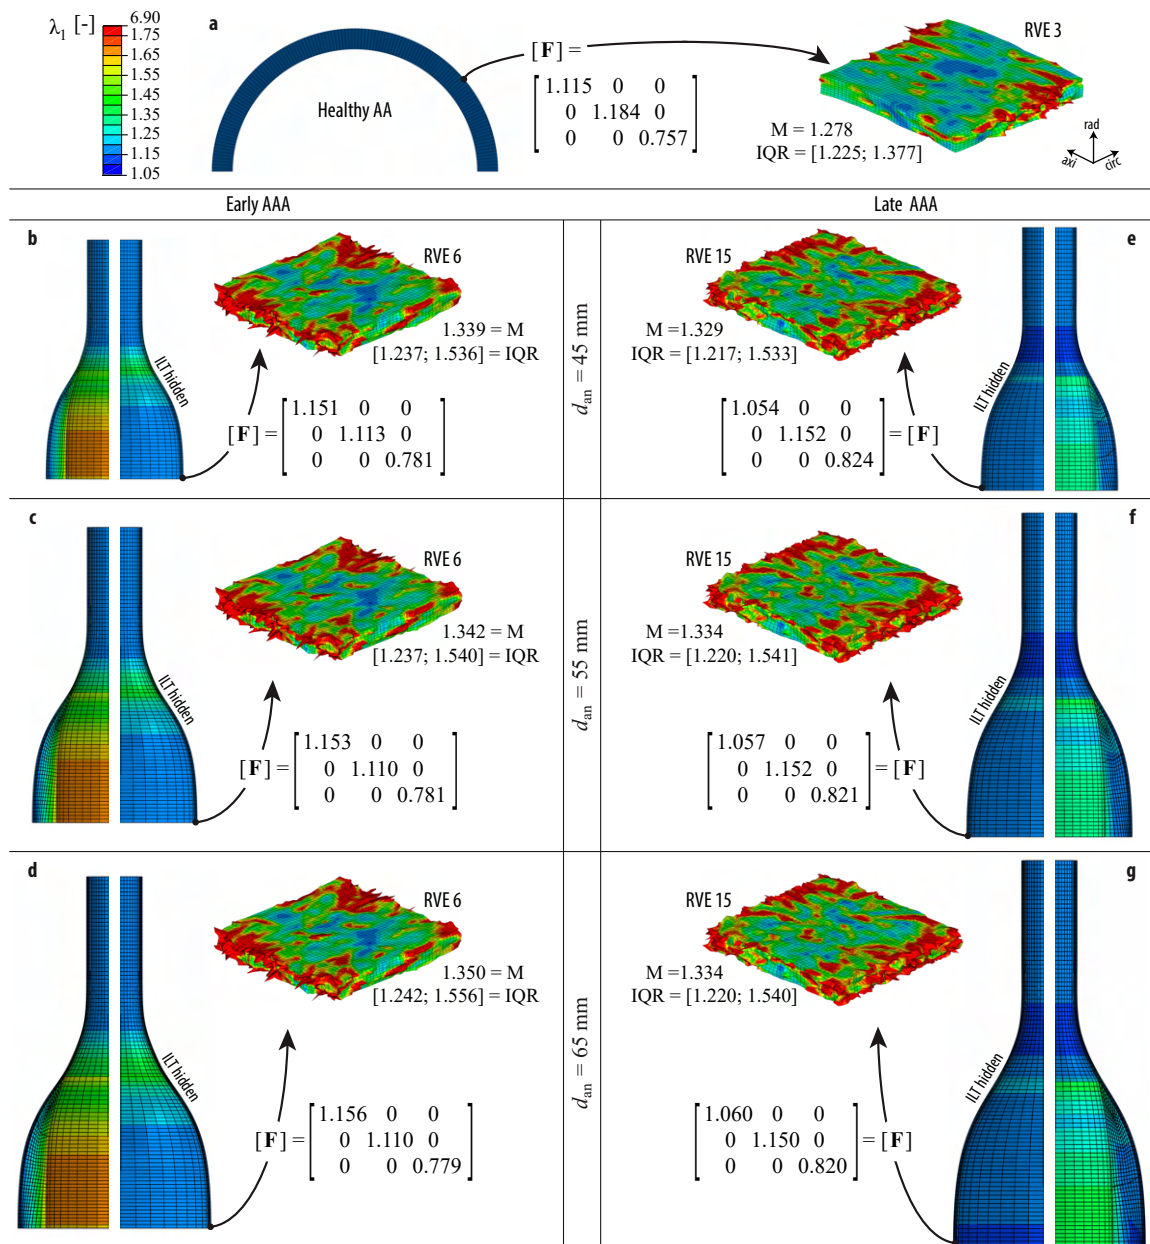 λ1 [-]
6.90
1.75
1.65
1.55
1.45
1.35
1.25
1.15
1.05
a
Healthy AA
[F] =
1.115 0 0
0 1.184 0
0 0 0.757
RVE 3
M = 1.278
IQR = [1.225; 1.377]
rad
axi
circ
Early AAA
Late AAA
b
ILT hidden
RVE 6
1.339 = M
[1.237; 1.536] = IQR
[F] =
1.151 0 0
0 1.113 0
0 0 0.781
dan = 45 mm
RVE 15
M =1.329
IQR = [1.217; 1.533]
1.054 0 0
0 1.152 0
0 0 0.824
= [F]
ILT hidden
e
c
ILT hidden
RVE 6
1.342 = M
[1.237; 1.540] = IQR
[F] =
1.153 0 0
0 1.110 0
0 0 0.781
dan = 55 mm
RVE 15
M =1.334
IQR = [1.220; 1.541]
1.057 0 0
0 1.152 0
0 0 0.821
= [F]
ILT hidden
f
d
ILT hidden
RVE 6
1.350 = M
[1.242; 1.556] = IQR
[F] =
1.156 0 0
0 1.110 0
0 0 0.779
dan = 65 mm
RVE 15
M =1.334
IQR = [1.220; 1.540]
1.060 0 0
0 1.150 0
0 0 0.820
= [F]
ILT hidden
g